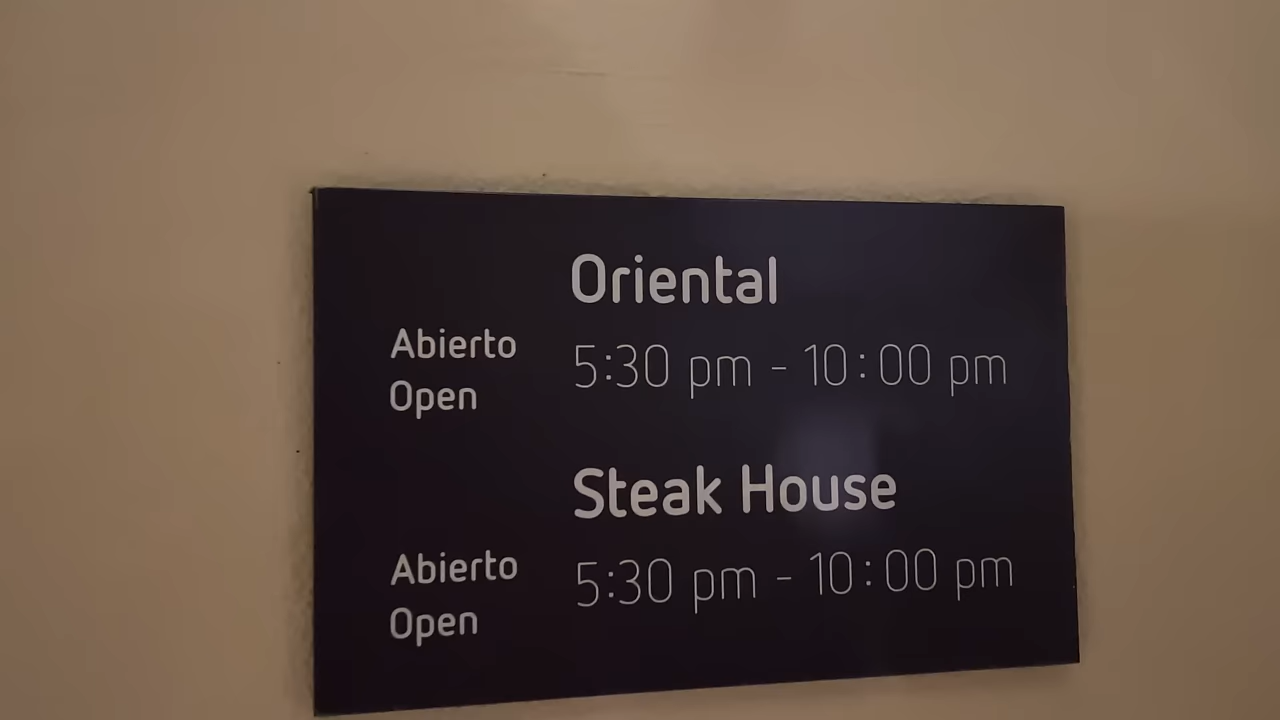 Oriental
Abierto
Open
5:30 pm - 10:00 pm
Steak House
Abierto
Open
5:30 pm - 10:00 pm